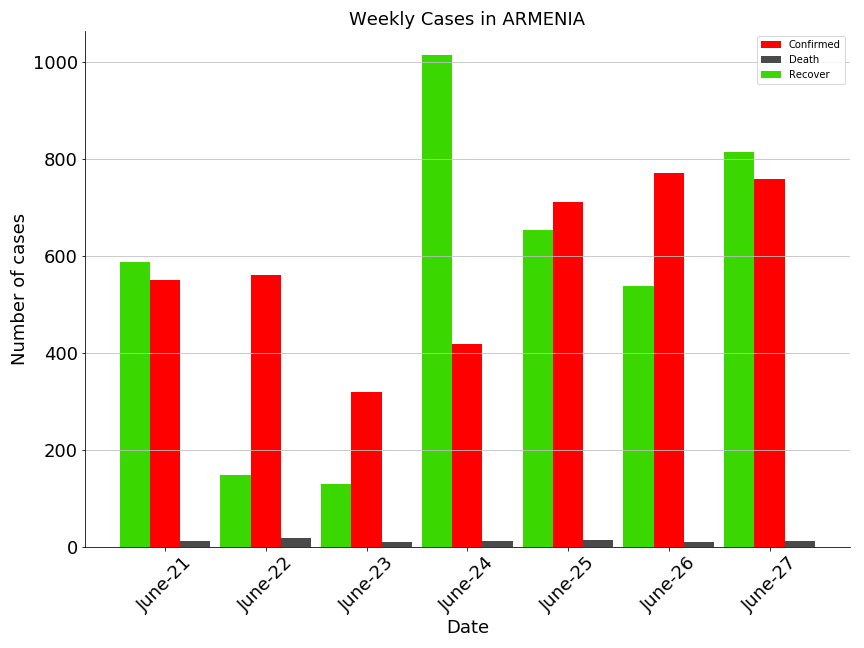 Weekly Cases in ARMENIA
Confirmed
Death
Recover
1000
800
600
400
200
0
Number of cases
June-21
June-22
June-23
June-24
June-25
June-26
June-27
Date